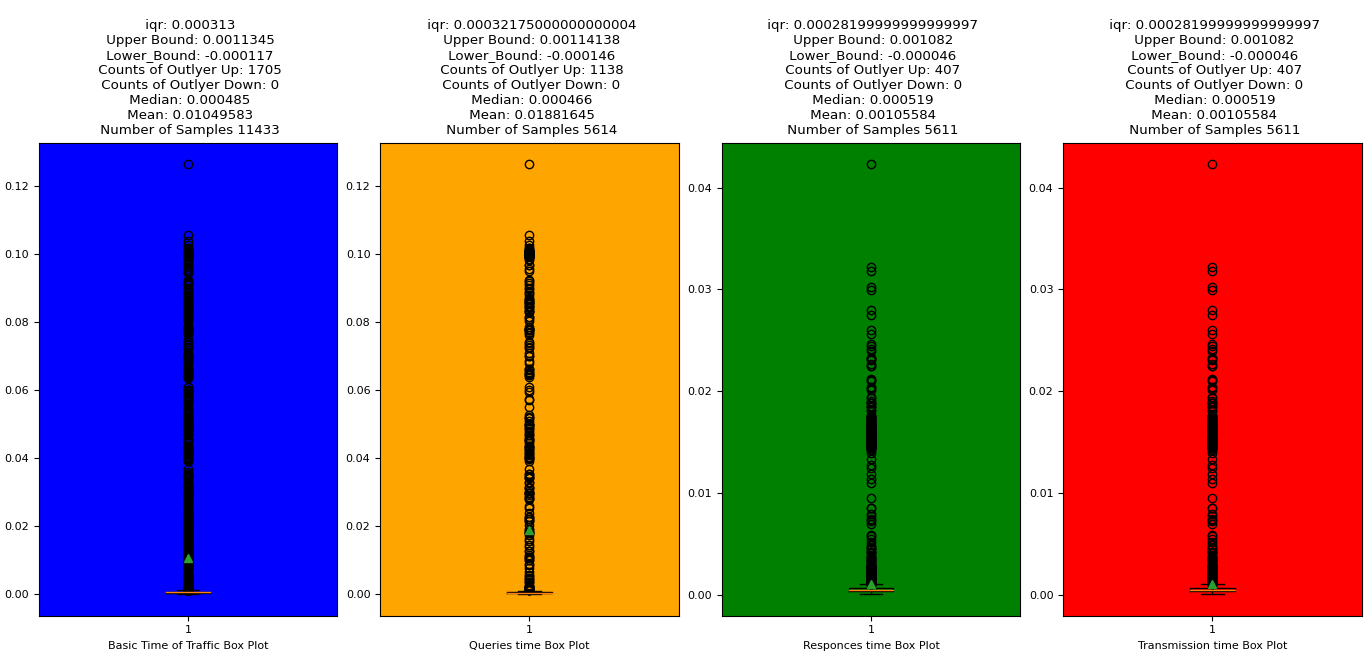 iqr: 0.000313
Upper Bound: 0.0011345
Lower_Bound: -0.000117
Counts of Outlyer Up: 1705
Counts of Outlyer Down: 0
Median: 0.000485
Mean: 0.01049583
Number of Samples 11433
0.12
0.10
0.08
0.06
0.04
0.02
0.00
1
Basic Time of Traffic Box Plot
iqr: 0.00032175000000000004
Upper Bound: 0.00114138
Lower_Bound: -0.000146
Counts of Outlyer Up: 1138
Counts of Outlyer Down: 0
Median: 0.000466
Mean: 0.01881645
Number of Samples 5614
0.12
0.10
0.08
0.06
0.04
0.02
0.00
1
Queries time Box Plot
iqr: 0.00028199999999999997
Upper Bound: 0.001082
Lower_Bound: -0.000046
Counts of Outlyer Up: 407
Counts of Outlyer Down: 0
Median: 0.000519
Mean: 0.00105584
Number of Samples 5611
0.04
0.03
0.02
0.01
0.00
1
Responces time Box Plot
iqr: 0.00028199999999999997
Upper Bound: 0.001082
Lower_Bound: -0.000046
Counts of Outlyer Up: 407
Counts of Outlyer Down: 0
Median: 0.000519
Mean: 0.00105584
Number of Samples 5611
0.04
0.03
0.02
0.01
0.00
1
Transmission time Box Plot